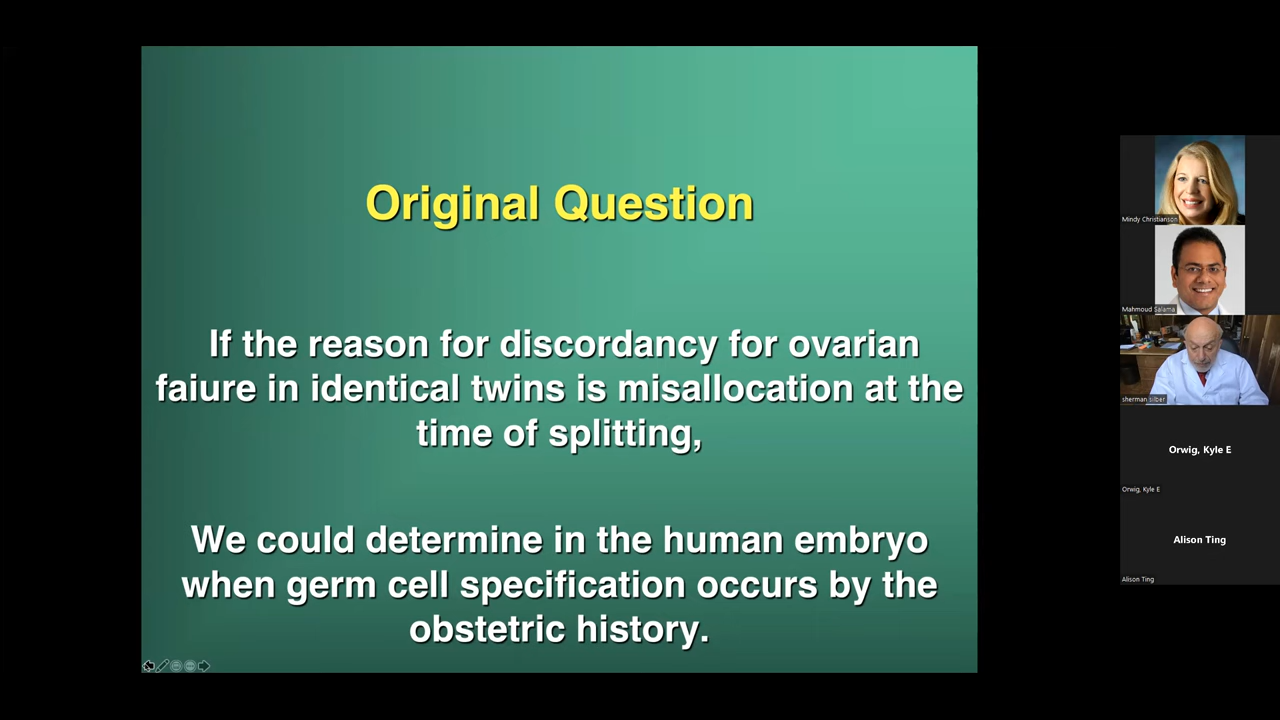 Original Question
If the reason for discordancy for ovarian
faiure in identical twins is misallocation at the
time of splitting,
We could determine in the human embryo
when germ cell specification occurs by the
obstetric history.
Mindy Christianson
Mahmoud Salama
sherman silber
Orwig, Kyle E
Orwig, Kyle E
Alison Ting
Alison Ting